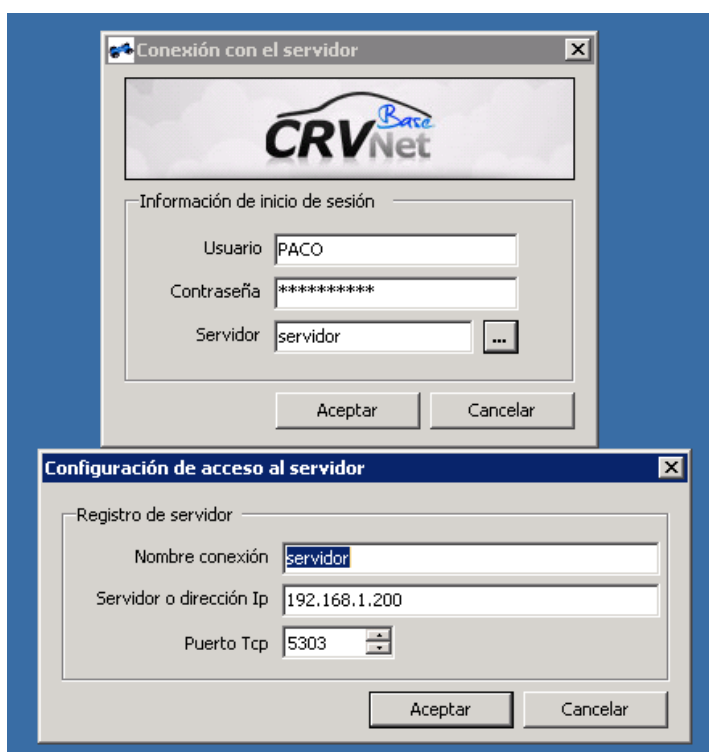 Conexión con el servidor
Base
CRVNet
Información de inicio de sesión
Usuario PACO
Contraseña **********
Servidor servidor ...
Aceptar Cancelar
Configuración de acceso al servidor
Registro de servidor
Nombre conexión servidor
Servidor o dirección Ip 192.168.1.200
Puerto Tcp 5303
Aceptar Cancelar